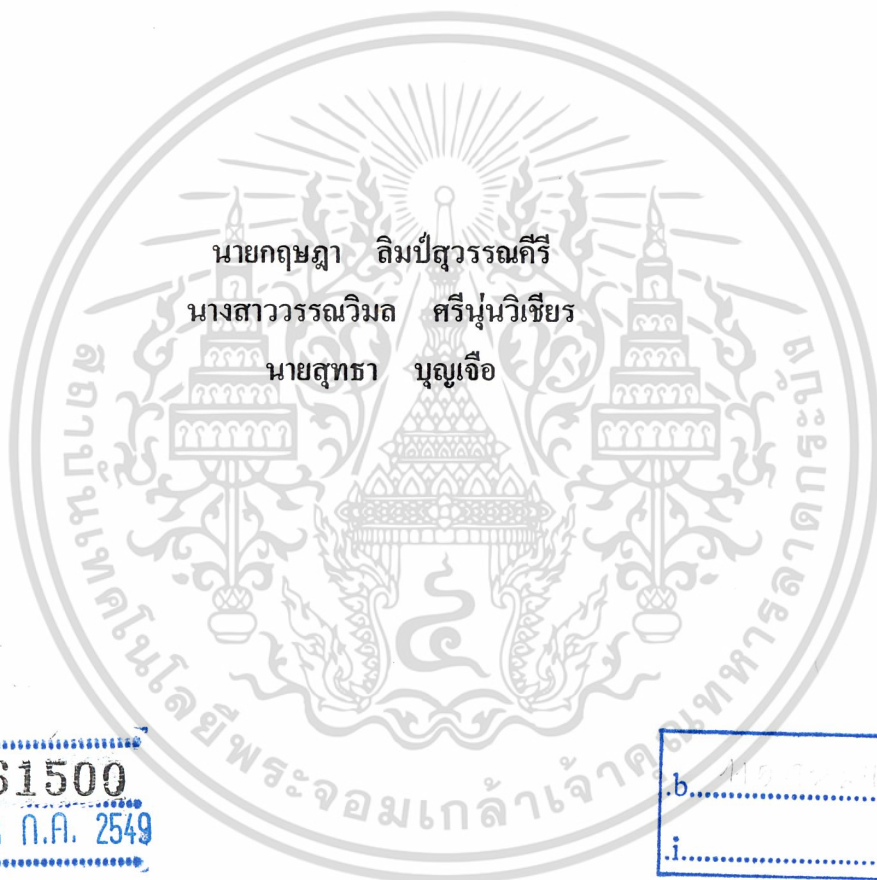 นายกฤษฎา ลิมป์สุวรรณคีรี
นางสาววรรณวิมล ศรีนุ่นวิเชียร
นายสุทธา บุญเจือ
สถาบันเทคโนโลยีพระจอมเกล้าเจ้าคุณทหารลาดกระบัง
61500
ก.ค. 2549
.b.
.i.